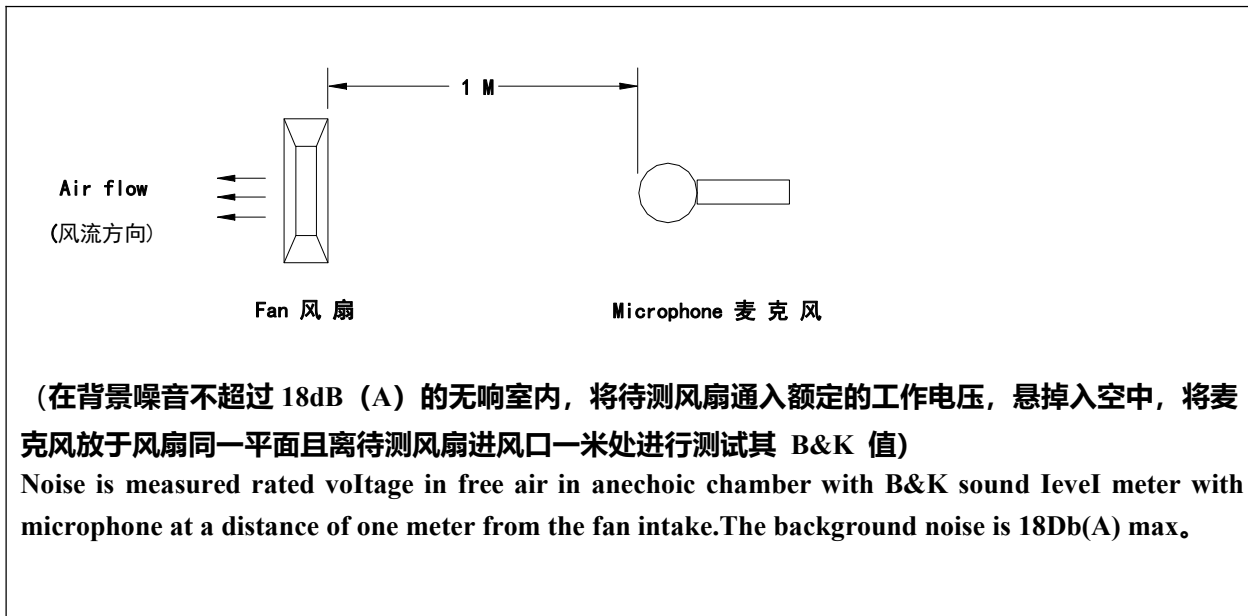 1 M
Air flow
(风流方向)
Fan 风 扇
Microphone 麦 克 风
（在背景噪音不超过 18dB（A）的无响室内，将待测风扇通入额定的工作电压，悬掉入空中，将麦
克风放于风扇同一平面且离待测风扇进风口一米处进行测试其 B&K 值)
Noise is measured rated voItage in free air in anechoic chamber with B&K sound IeveI meter with
microphone at a distance of one meter from the fan intake.The background noise is 18Db(A) max。